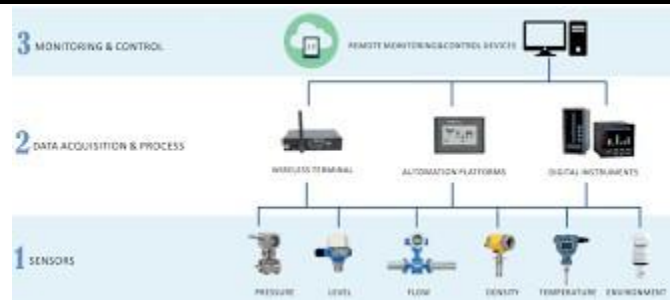 3 MONITORING & CONTROL
REMOTE MONITORING&CONTROL DEVICES
2 DATA ACQUISITION & PROCESS
WIRELESS TERMINAL
AUTOMATION PLATFORMS
DIGITAL INSTRUMENTS
1 SENSORS
PRESSURE
LEVEL
FLOW
DENSITY
TEMPERATURE
ENVIRONMENT